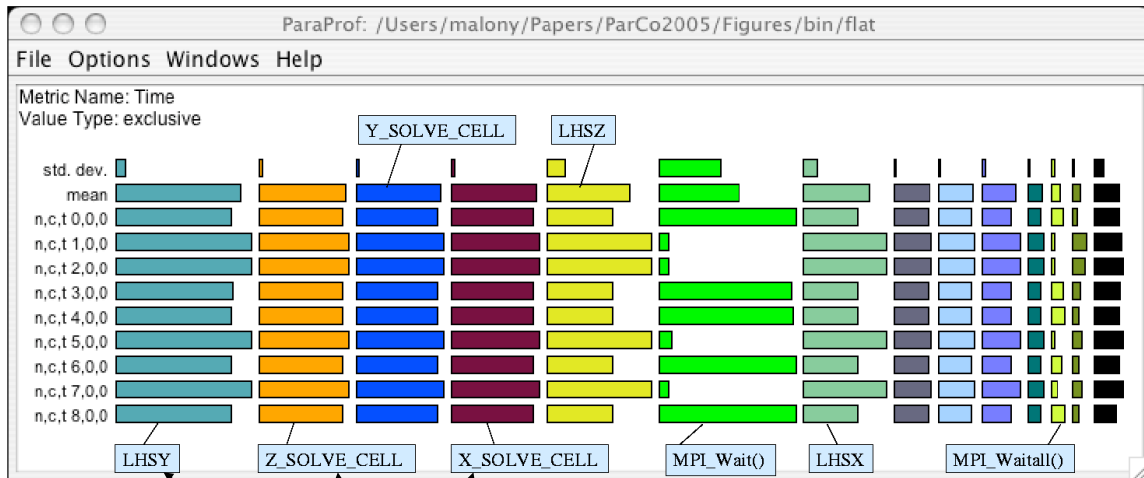 ParaProf: /Users/malony/Papers/ParCo2005/Figures/bin/flat
File Options Windows Help
Metric Name: Time
Value Type: exclusive
Y_SOLVE_CELL
LHSZ
std. dev.
mean
n,c,t 0,0,0
n,c,t 1,0,0
n,c,t 2,0,0
n,c,t 3,0,0
n,c,t 4,0,0
n,c,t 5,0,0
n,c,t 6,0,0
n,c,t 7,0,0
n,c,t 8,0,0
LHSY
Z_SOLVE_CELL
X_SOLVE_CELL
MPI_Wait()
LHSX
MPI_Waitall()